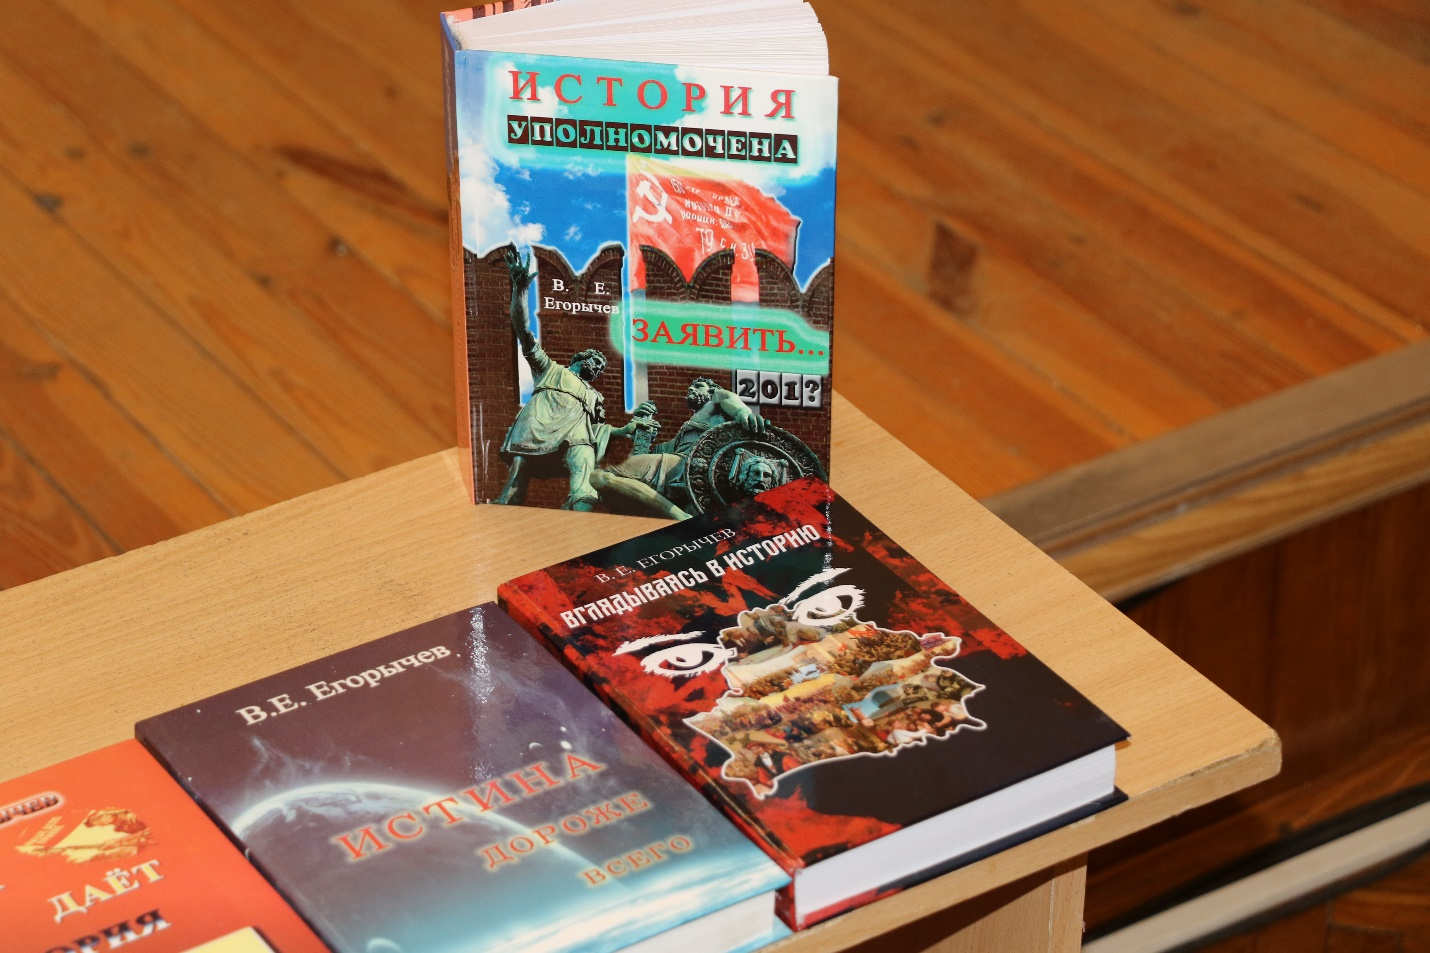 ИСТОРИЯ
УПОЛНОМОЧЕНА
В. Е.
Егорычев
ЗАЯВИТЬ...
201?
В. Е. ЕГОРЫЧЕВ
ВГЛЯДЫВАЯСЬ В ИСТОРИЮ
В.Е. Егорычев
ИСТИНА
ДОРОЖЕ
ВСЕГО
ДАЁТ